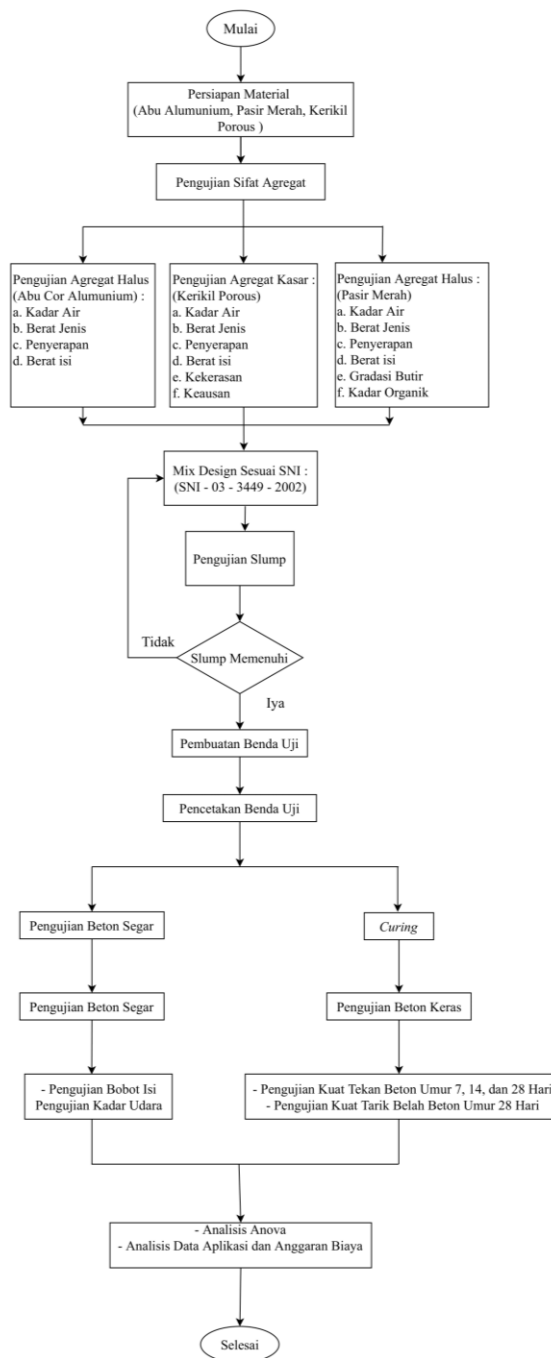 Mulai
Persiapan Material
(Abu Alumunium, Pasir Merah, Kerikil
Porous )
Pengujian Sifat Agregat
Pengujian Agregat Halus
(Abu Cor Alumunium) :
a. Kadar Air
b. Berat Jenis
c. Penyerapan
d. Berat isi
Pengujian Agregat Kasar :
(Kerikil Porous)
a. Kadar Air
b. Berat Jenis
c. Penyerapan
d. Berat isi
e. Kekerasan
f. Keausan
Pengujian Agregat Halus :
(Pasir Merah)
a. Kadar Air
b. Berat Jenis
c. Penyerapan
d. Berat isi
e. Gradasi Butir
f. Kadar Organik
Mix Design Sesuai SNI :
(SNI - 03 - 3449 - 2002)
Pengujian Slump
Tidak
Slump Memenuhi
Iya
Pembuatan Benda Uji
Pencetakan Benda Uji
Pengujian Beton Segar
Curing
Pengujian Beton Segar
Pengujian Beton Keras
- Pengujian Bobot Isi
Pengujian Kadar Udara
- Pengujian Kuat Tekan Beton Umur 7, 14, dan 28 Hari
- Pengujian Kuat Tarik Belah Beton Umur 28 Hari
- Analisis Anova
- Analisis Data Aplikasi dan Anggaran Biaya
Selesai